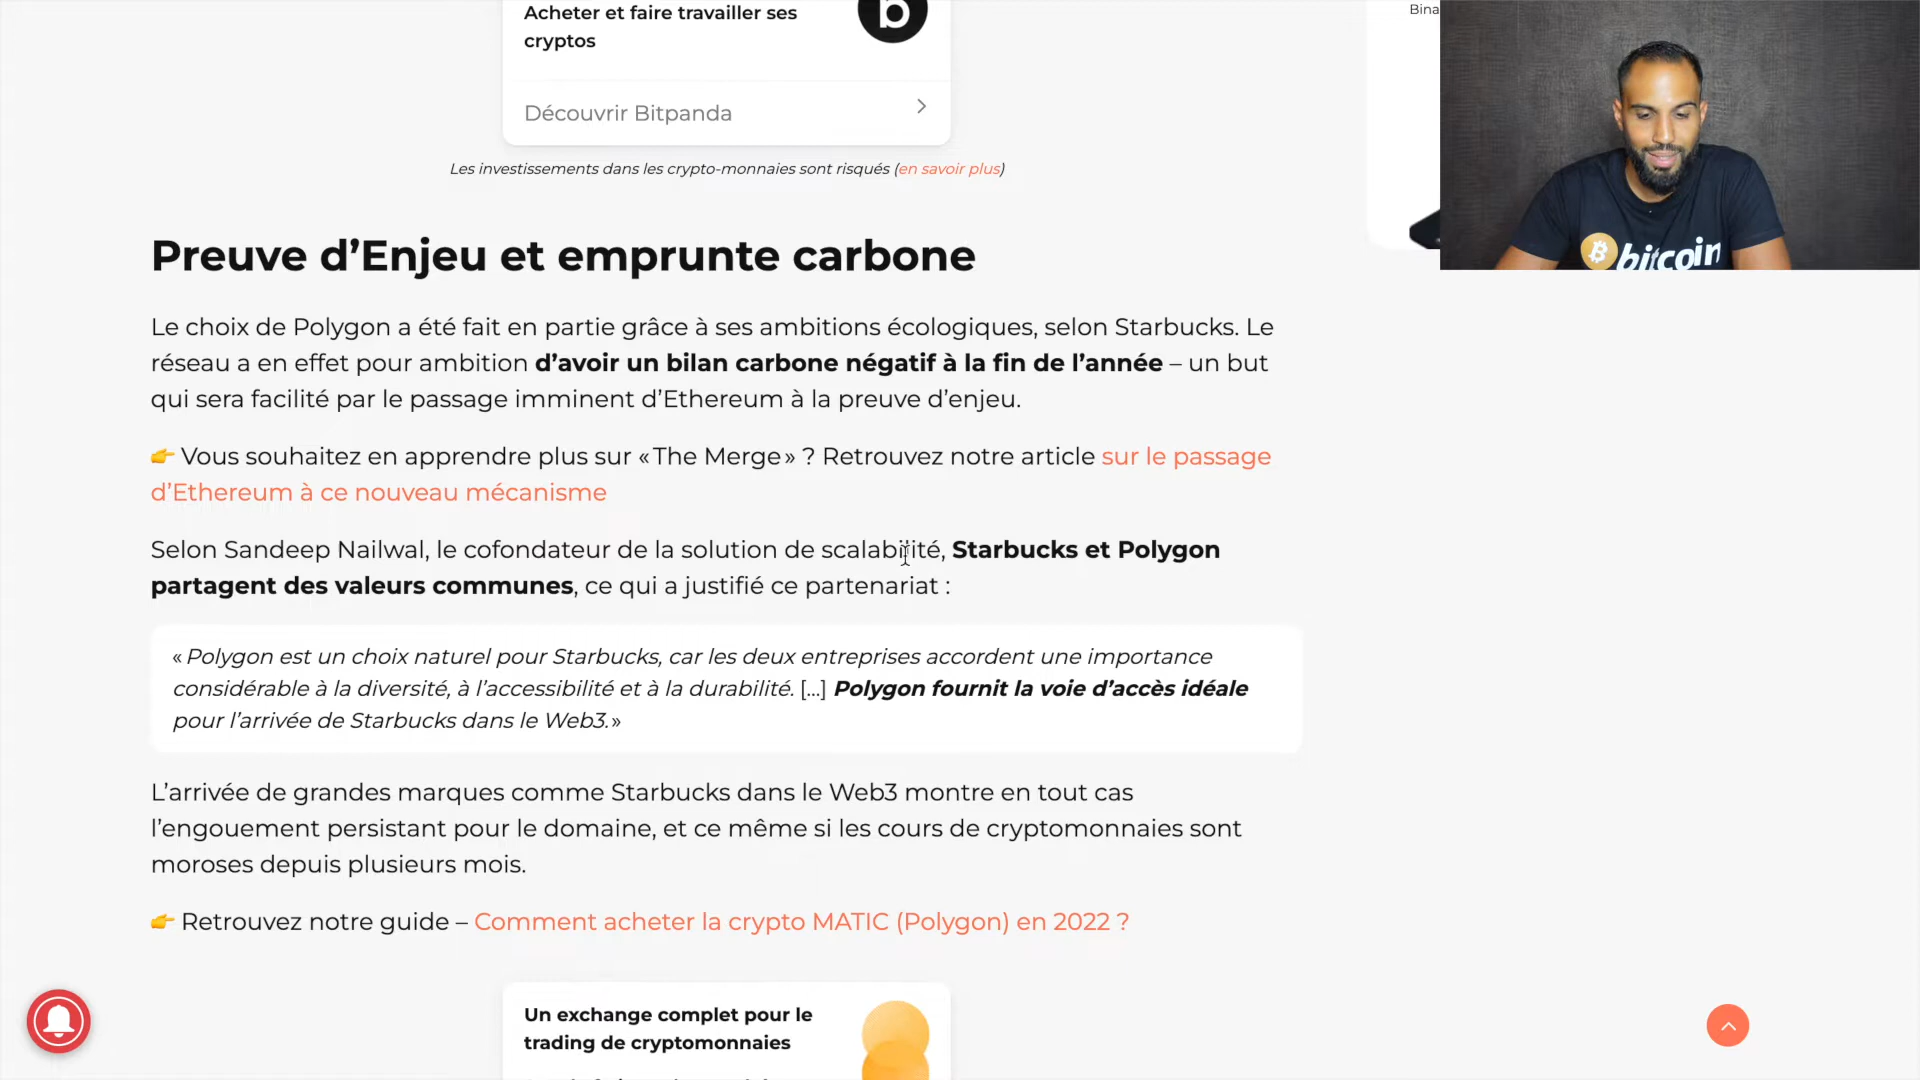 Acheter et faire travailler ses
cryptos
b
Bina
Découvrir Bitpanda
Les investissements dans les crypto-monnaies sont risqués (en savoir plus)
bitcoin
Preuve d’Enjeu et emprunte carbone
Le choix de Polygon a été fait en partie grâce à ses ambitions écologiques, selon Starbucks. Le
réseau a en effet pour ambition d’avoir un bilan carbone négatif à la fin de l’année – un but
qui sera facilité par le passage imminent d’Ethereum à la preuve d’enjeu.
👉 Vous souhaitez en apprendre plus sur « The Merge » ? Retrouvez notre article sur le passage
d’Ethereum à ce nouveau mécanisme
Selon Sandeep Nailwal, le cofondateur de la solution de scalabilité, Starbucks et Polygon
partagent des valeurs communes, ce qui a justifié ce partenariat :
« Polygon est un choix naturel pour Starbucks, car les deux entreprises accordent une importance
considérable à la diversité, à l’accessibilité et à la durabilité. […] Polygon fournit la voie d’accès idéale
pour l’arrivée de Starbucks dans le Web3. »
L’arrivée de grandes marques comme Starbucks dans le Web3 montre en tout cas
l’engouement persistant pour le domaine, et ce même si les cours de cryptomonnaies sont
moroses depuis plusieurs mois.
👉 Retrouvez notre guide – Comment acheter la crypto MATIC (Polygon) en 2022 ?
Un exchange complet pour le
trading de cryptomonnaies